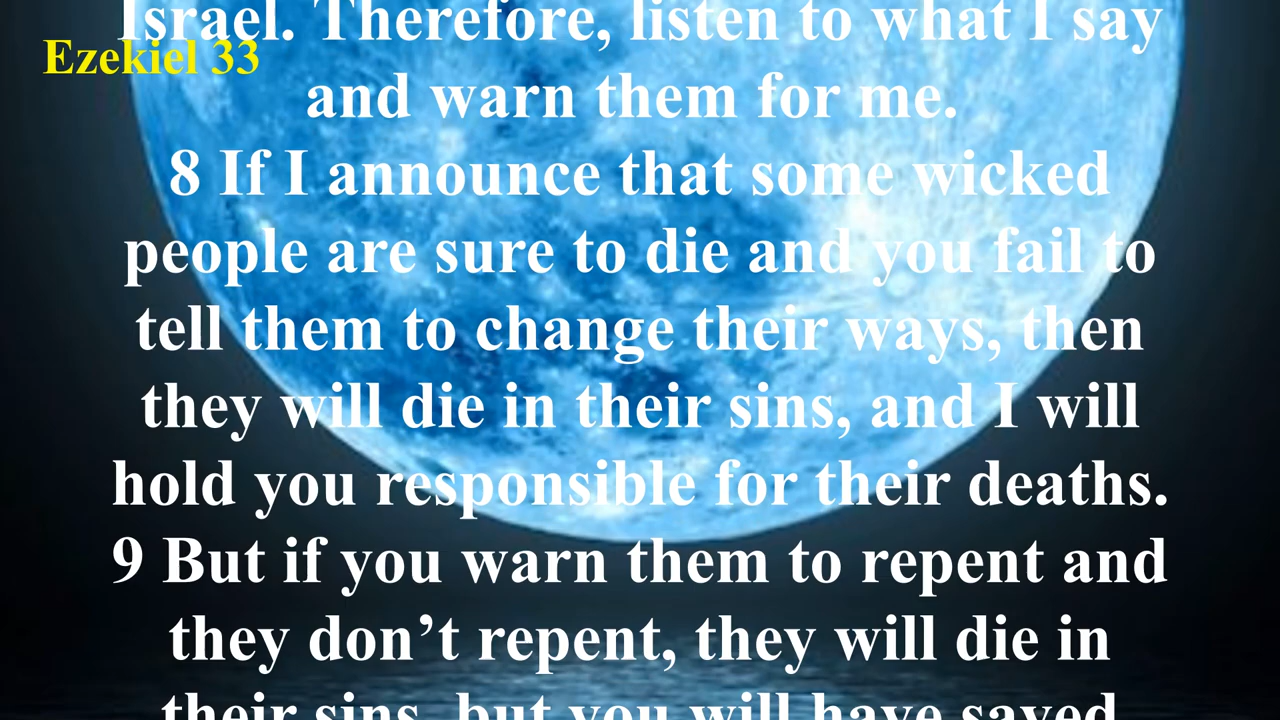 Israel. Therefore, listen to what I say
Ezekiel 33
and warn them for me.
8 If I announce that some wicked
people are sure to die and you fail to
tell them to change their ways, then
they will die in their sins, and I will
hold you responsible for their deaths.
9 But if you warn them to repent and
they don’t repent, they will die in
their sins, but you will have saved